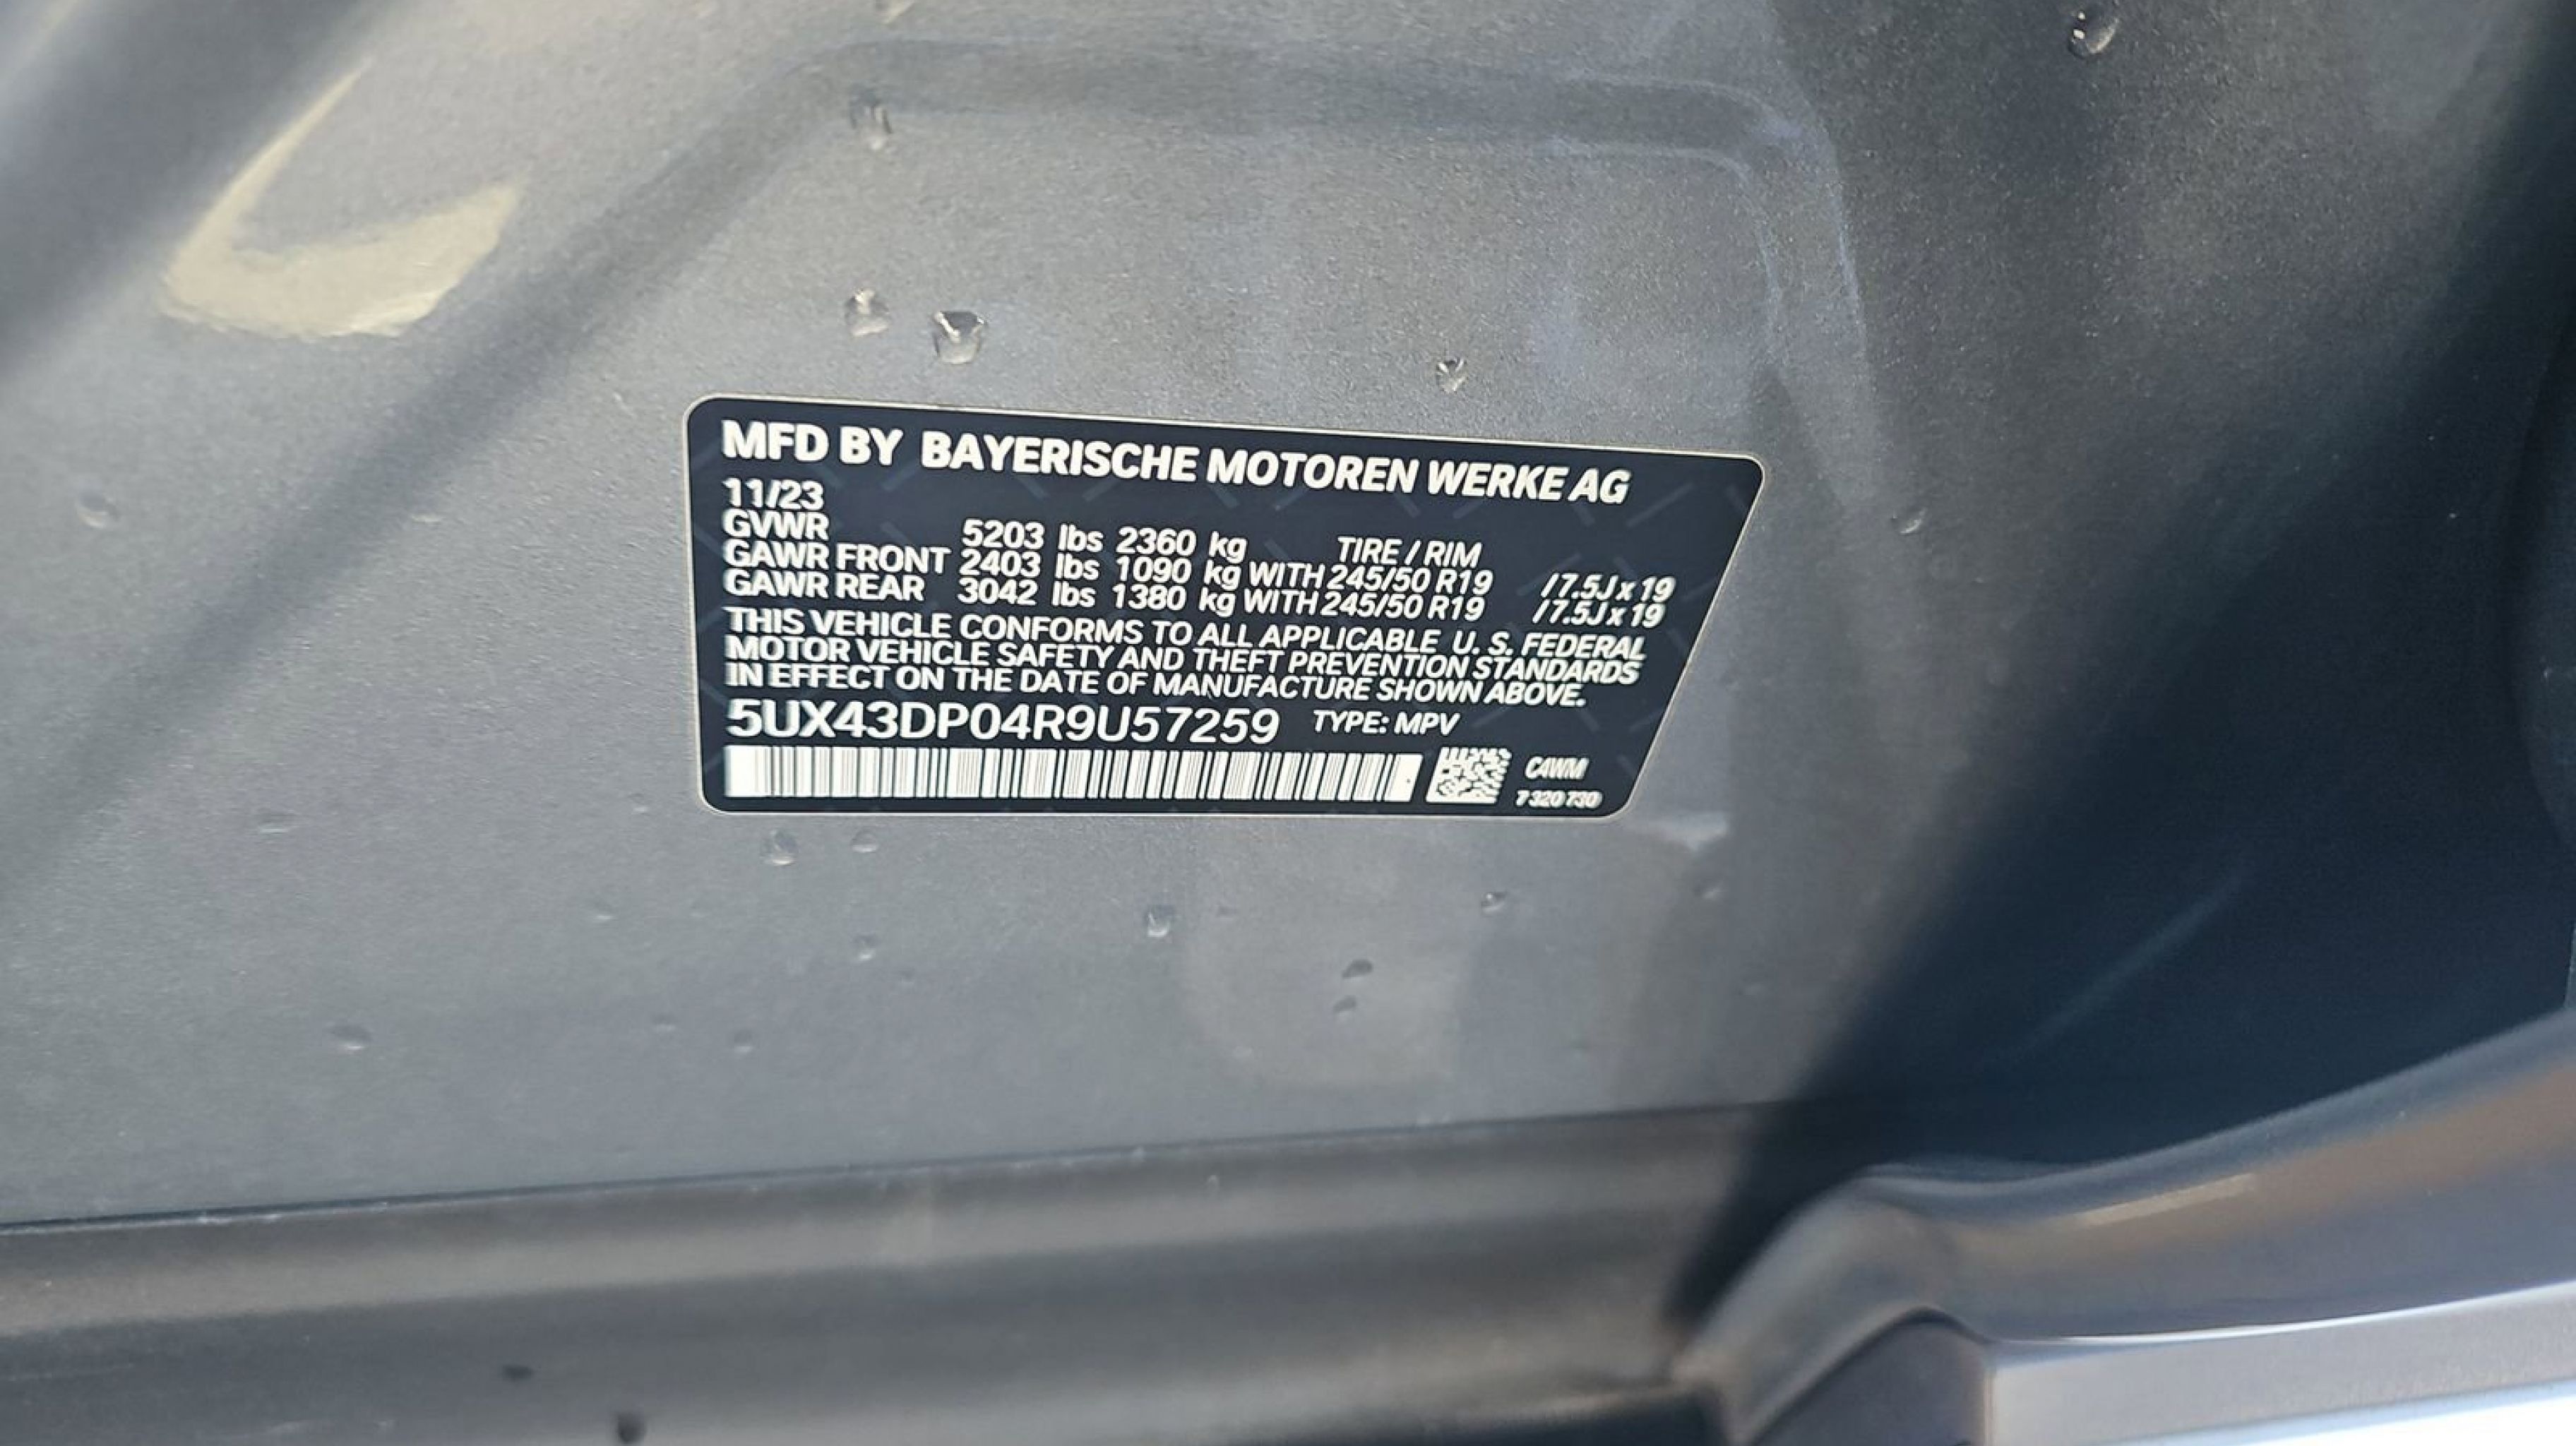 MFD BY BAYERISCHE MOTOREN WERKE AG
11/23
GVWR 5203 lbs 2360 kg TIRE / RIM
GAWR FRONT 2403 lbs 1090 kg WITH 245/50 R19 / 7.5J x 19
GAWR REAR 3042 lbs 1380 kg WITH 245/50 R19 / 7.5J x 19
THIS VEHICLE CONFORMS TO ALL APPLICABLE U. S. FEDERAL
MOTOR VEHICLE SAFETY AND THEFT PREVENTION STANDARDS
IN EFFECT ON THE DATE OF MANUFACTURE SHOWN ABOVE.
5UX43DP04R9U57259 TYPE: MPV
C4WM
7 320 730